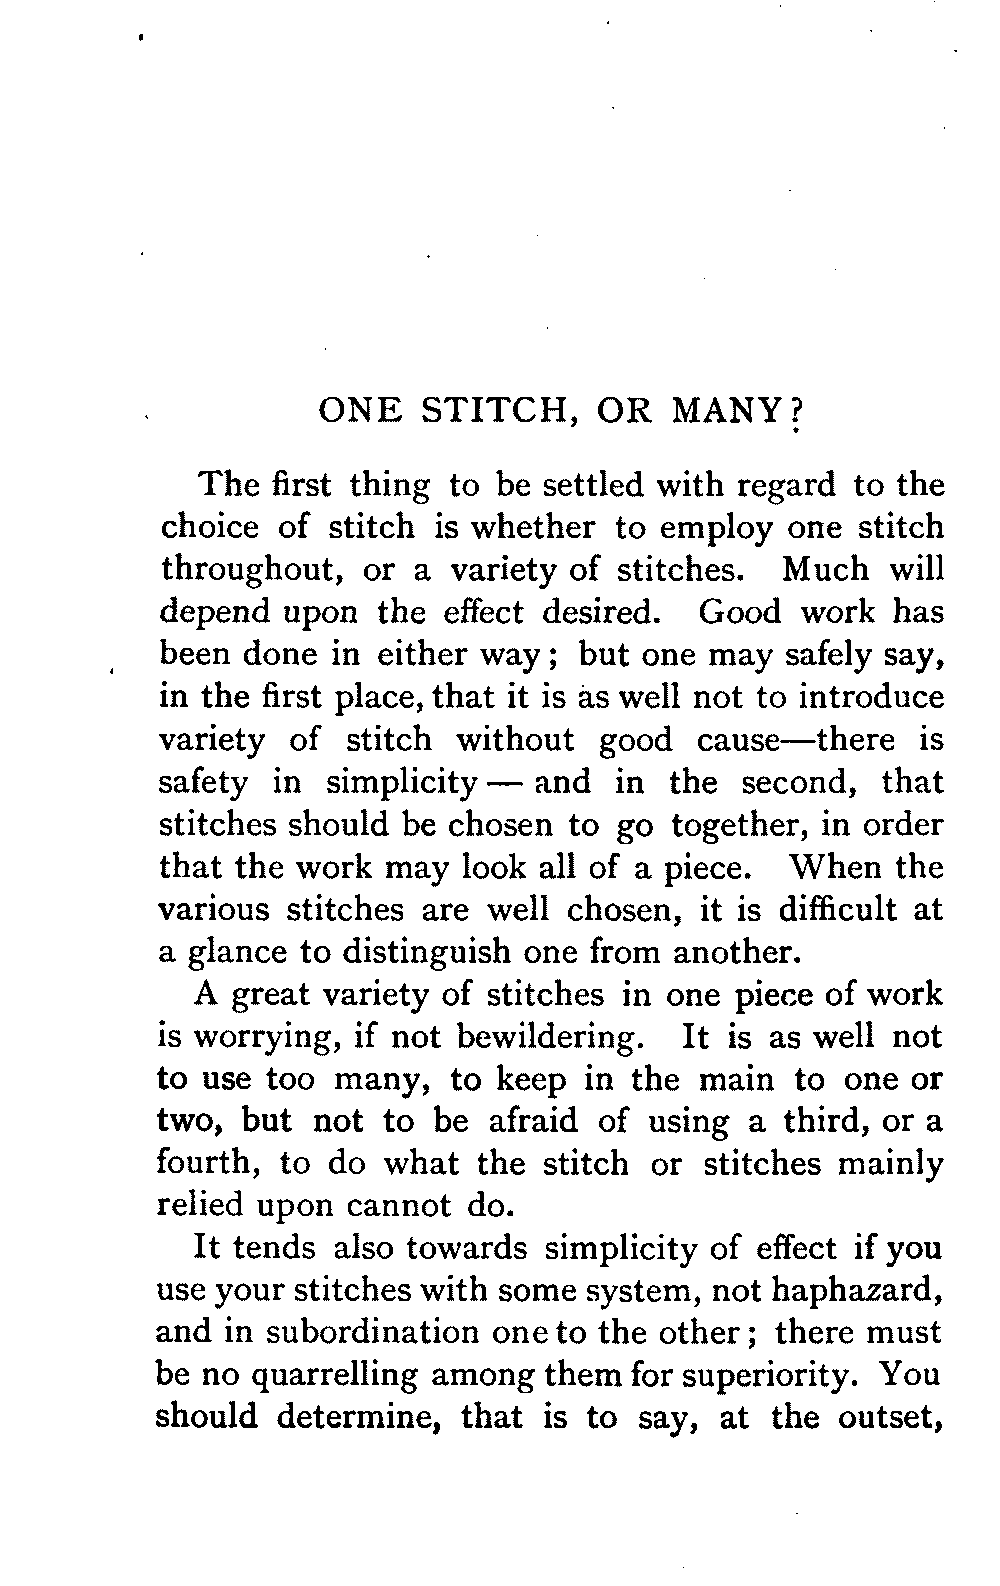 ONE STITCH, OR MANY?
The first thing to be settled with regard to the
choice of stitch is whether to employ one stitch
throughout, or a variety of stitches. Much will
depend upon the effect desired. Good work has
been done in either way; but one may safely say,
in the first place, that it is as well not to introduce
variety of stitch without good cause—there is
safety in simplicity — and in the second, that
stitches should be chosen to go together, in order
that the work may look all of a piece. When the
various stitches are well chosen, it is difficult at
a glance to distinguish one from another.
A great variety of stitches in one piece of work
is worrying, if not bewildering. It is as well not
to use too many, to keep in the main to one or
two, but not to be afraid of using a third, or a
fourth, to do what the stitch or stitches mainly
relied upon cannot do.
It tends also towards simplicity of effect if you
use your stitches with some system, not haphazard,
and in subordination one to the other; there must
be no quarrelling among them for superiority. You
should determine, that is to say, at the outset,